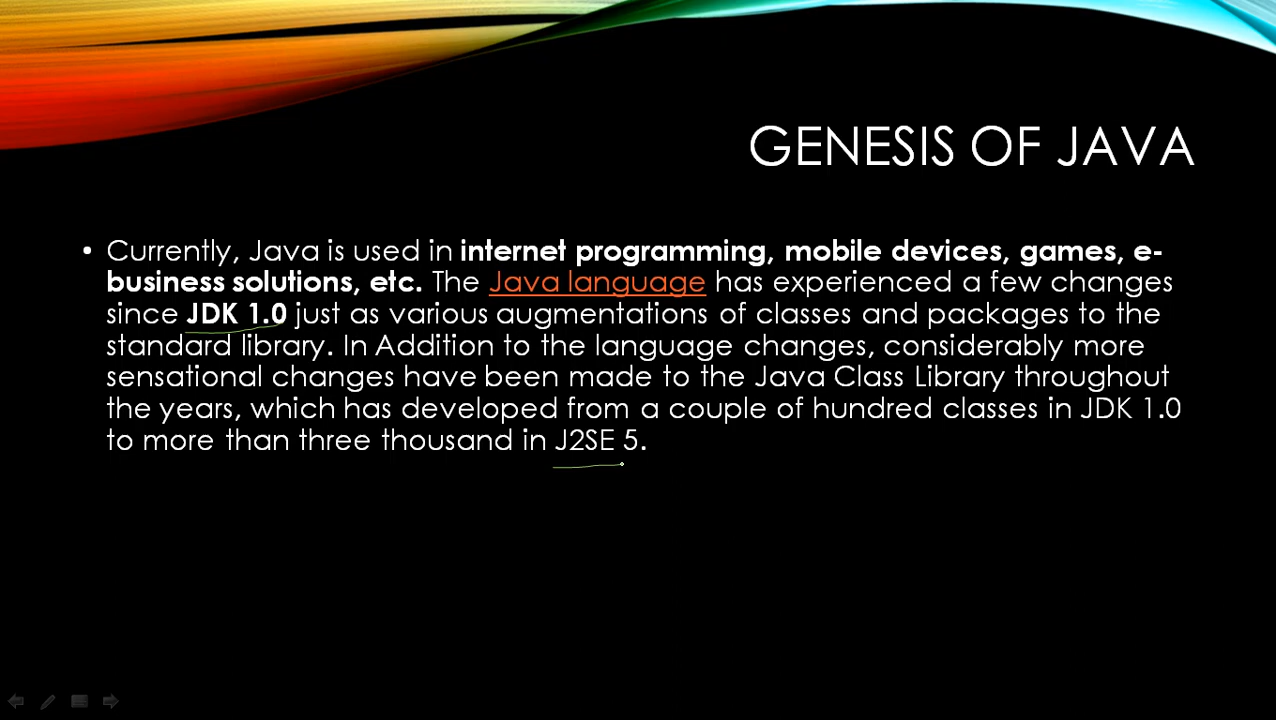 GENESIS OF JAVA
• Currently, Java is used in internet programming, mobile devices, games, e-
business solutions, etc. The Java language has experienced a few changes
since JDK 1.0 just as various augmentations of classes and packages to the
standard library. In Addition to the language changes, considerably more
sensational changes have been made to the Java Class Library throughout
the years, which has developed from a couple of hundred classes in JDK 1.0
to more than three thousand in J2SE 5.